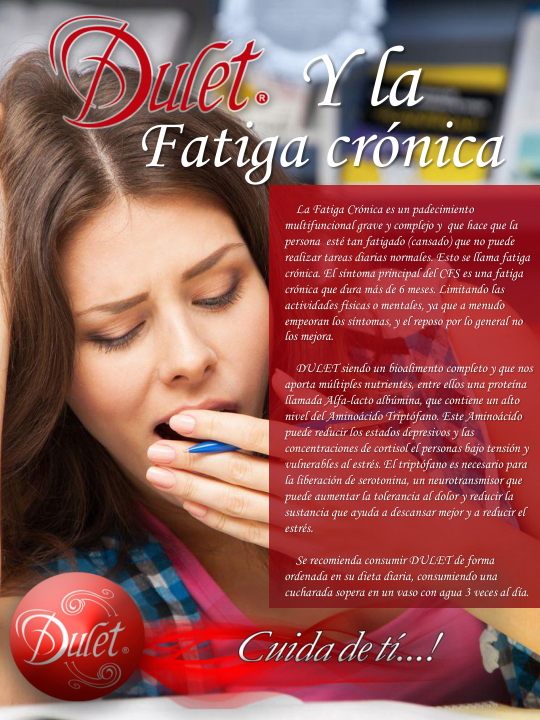 Dulet® Y la
Fatiga crónica
La Fatiga Crónica es un padecimiento
multifuncional grave y complejo y que hace que la
persona esté tan fatigado (cansado) que no puede
realizar tareas diarias normales. Esto se llama fatiga
crónica. El síntoma principal del CFS es una fatiga
crónica que dura más de 6 meses. Limitando las
actividades físicas o mentales, ya que a menudo
empeoran los síntomas, y el reposo por lo general no
los mejora.
DULET siendo un bioalimento completo y que nos
aporta múltiples nutrientes, entre ellos una proteína
llamada Alfa-lacto albúmina, que contiene un alto
nivel del Aminoácido Triptófano. Este Aminoácido
puede reducir los estados depresivos y las
concentraciones de cortisol el personas bajo tensión y
vulnerables al estrés. El triptófano es necesario para
la liberación de serotonina, un neurotransmisor que
puede aumentar la tolerancia al dolor y reducir la
sustancia que ayuda a descansar mejor y a reducir el
estrés.
Se recomienda consumir DULET de forma
ordenada en su dieta diaria, consumiendo una
cucharada sopera en un vaso con agua 3 veces al día.
Dulet®
Cuida de tí...!